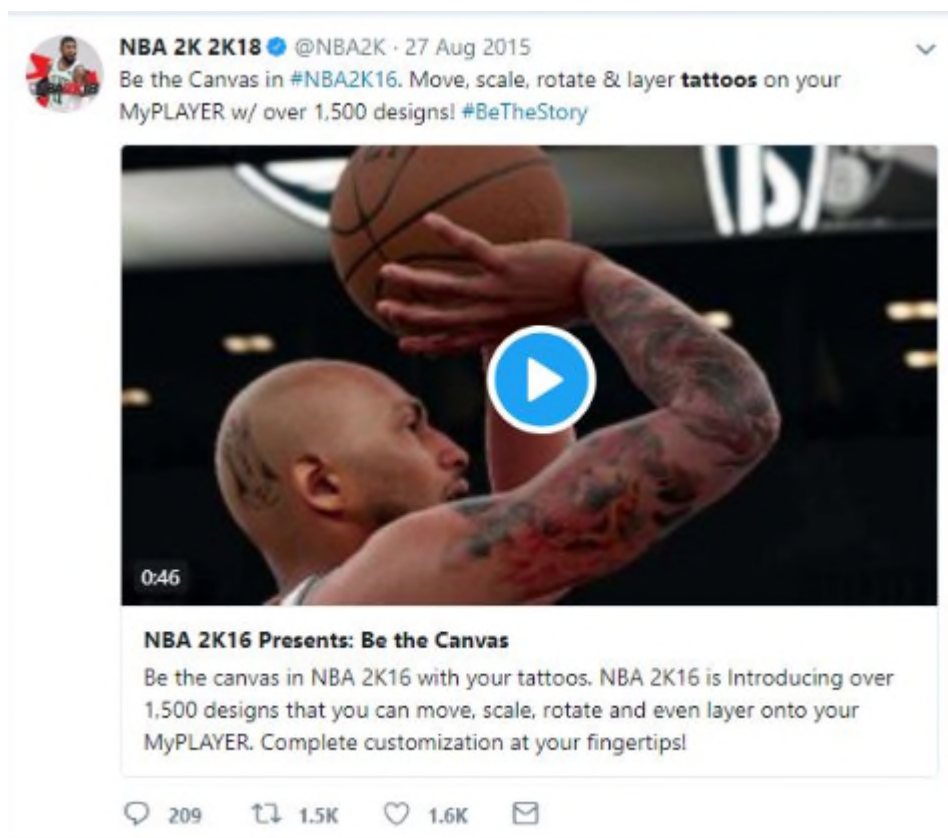 NBA 2K 2K18 @NBA2K · 27 Aug 2015
Be the Canvas in #NBA2K16. Move, scale, rotate & layer tattoos on your
MyPLAYER w/ over 1,500 designs! #BeTheStory
0:46
NBA 2K16 Presents: Be the Canvas
Be the canvas in NBA 2K16 with your tattoos. NBA 2K16 is Introducing over
1,500 designs that you can move, scale, rotate and even layer onto your
MyPLAYER. Complete customization at your fingertips!
209 1.5K 1.6K